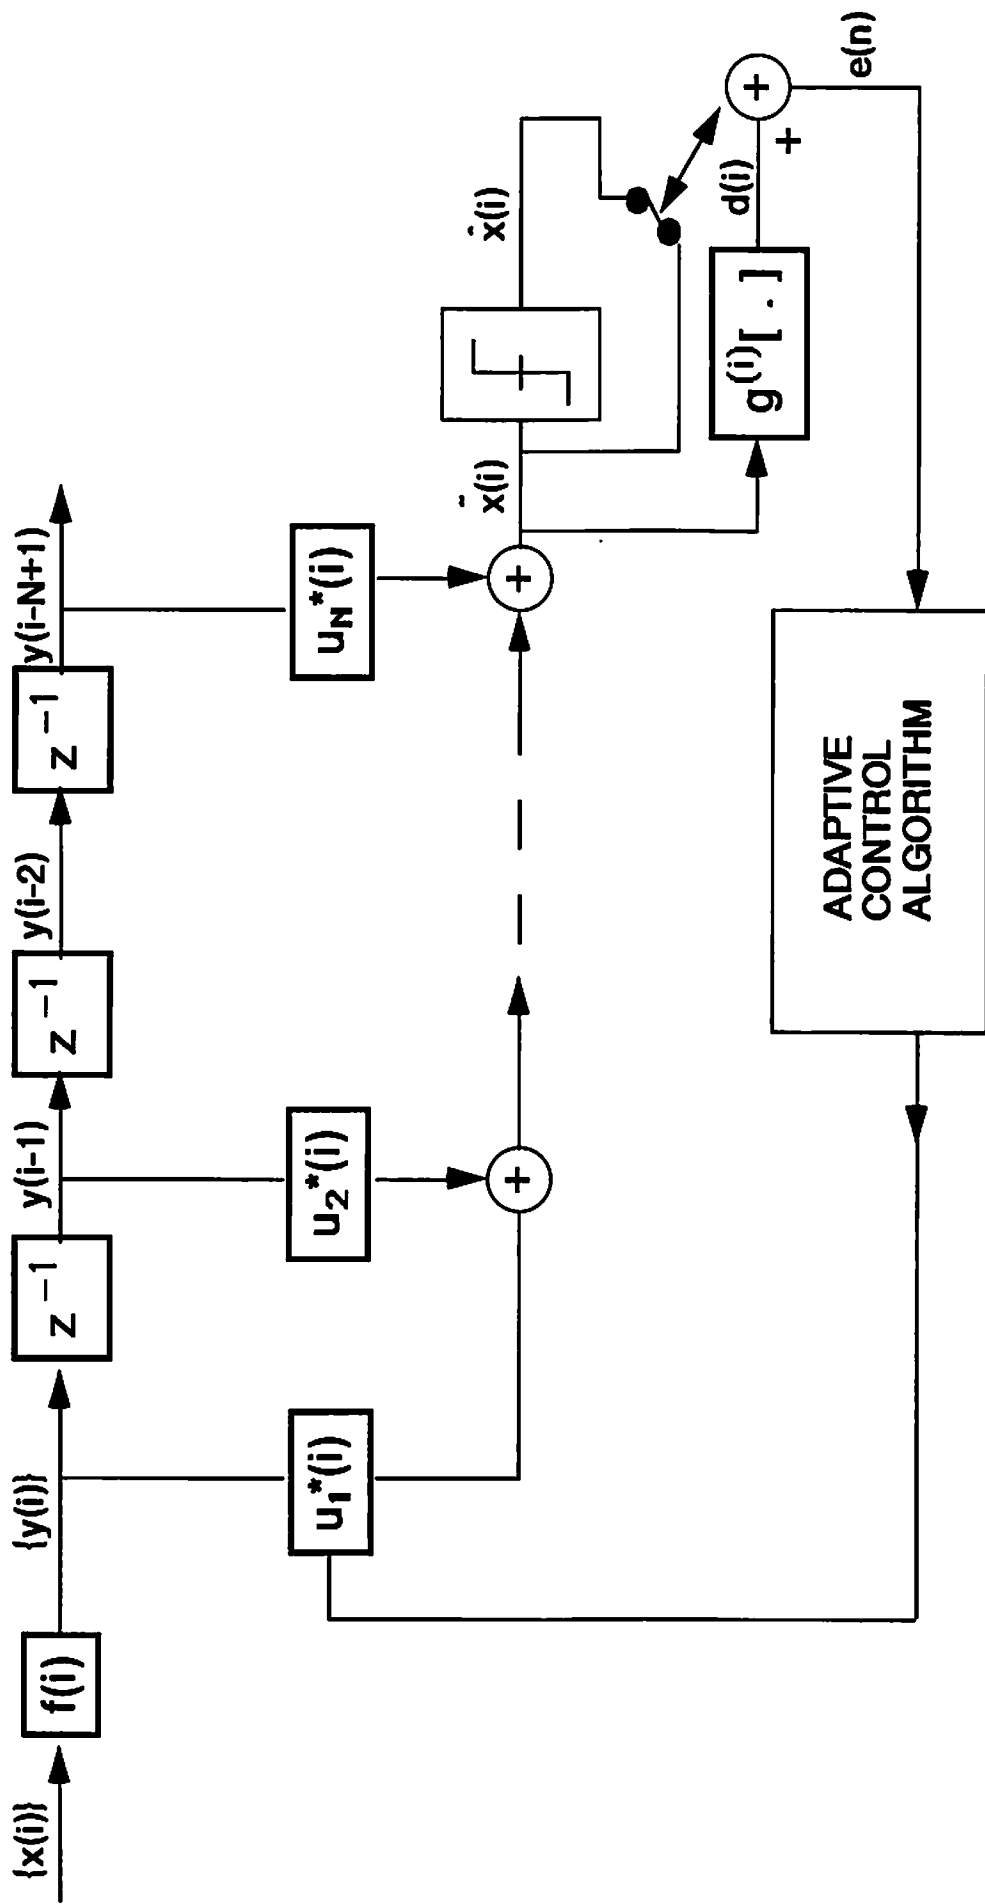 {x(i)}
f(i)
{y(i)}
z⁻¹
y(i-1)
z⁻¹
y(i-2)
z⁻¹
y(i-N+1)
u₁*(i)
u₂*(i)
u_N*(i)
+
+
x̃(i)
x̂(i)
g⁽ⁱ⁾[ . ]
d(i)
+
+
e(n)
ADAPTIVE
CONTROL
ALGORITHM